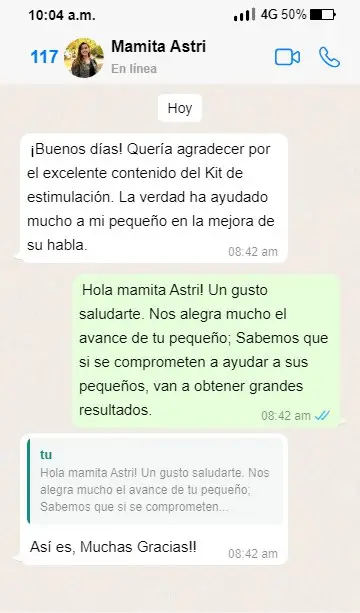 10:04 a.m. 4G 50%
117 Mamita Astri
En línea
Hoy
¡Buenos días! Quería agradecer por
el excelente contenido del Kit de
estimulación. La verdad ha ayudado
mucho a mi pequeño en la mejora de
su habla.
08:42 am
Hola mamita Astri! Un gusto
saludarte. Nos alegra mucho el
avance de tu pequeño; Sabemos que
si se comprometen a ayudar a sus
pequeños, van a obtener grandes
resultados.
08:42 am
tu
Hola mamita Astri! Un gusto saludarte. Nos
alegra mucho el avance de tu pequeño;
Sabemos que si se comprometen...
Así es, Muchas Gracias!!
08:42 am